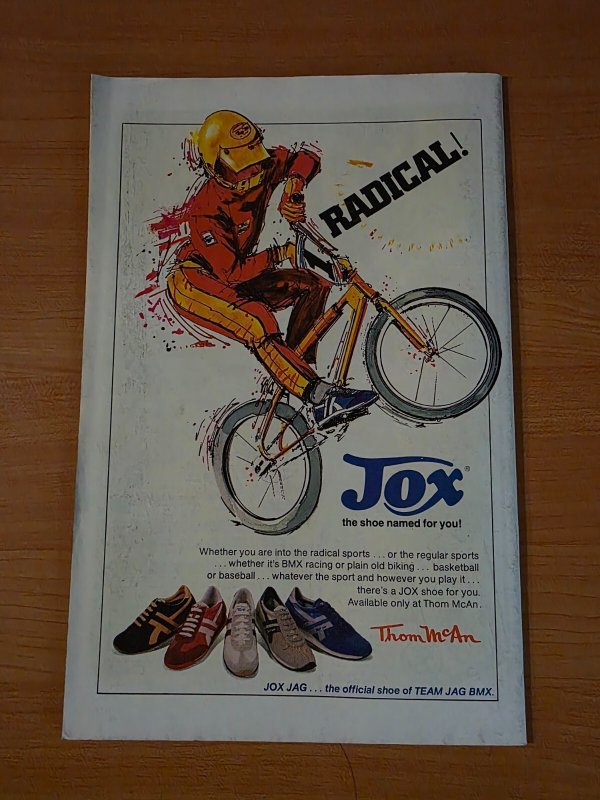 RADICAL!
1
Jox®
the shoe named for you!
Whether you are into the radical sports ... or the regular sports
... whether it's BMX racing or plain old biking ... basketball
or baseball ... whatever the sport and however you play it ...
there's a JOX shoe for you.
Available only at Thom McAn.
Thom McAn
JOX JAG ... the official shoe of TEAM JAG BMX.